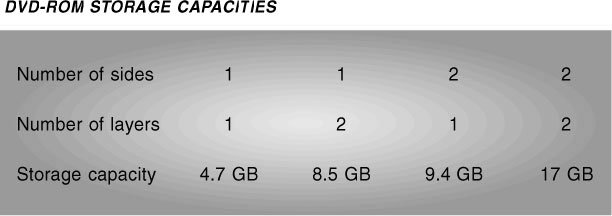 DVD-ROM STORAGE CAPACITIES
Number of sides 1 1 2 2
Number of layers 1 2 1 2
Storage capacity 4.7 GB 8.5 GB 9.4 GB 17 GB